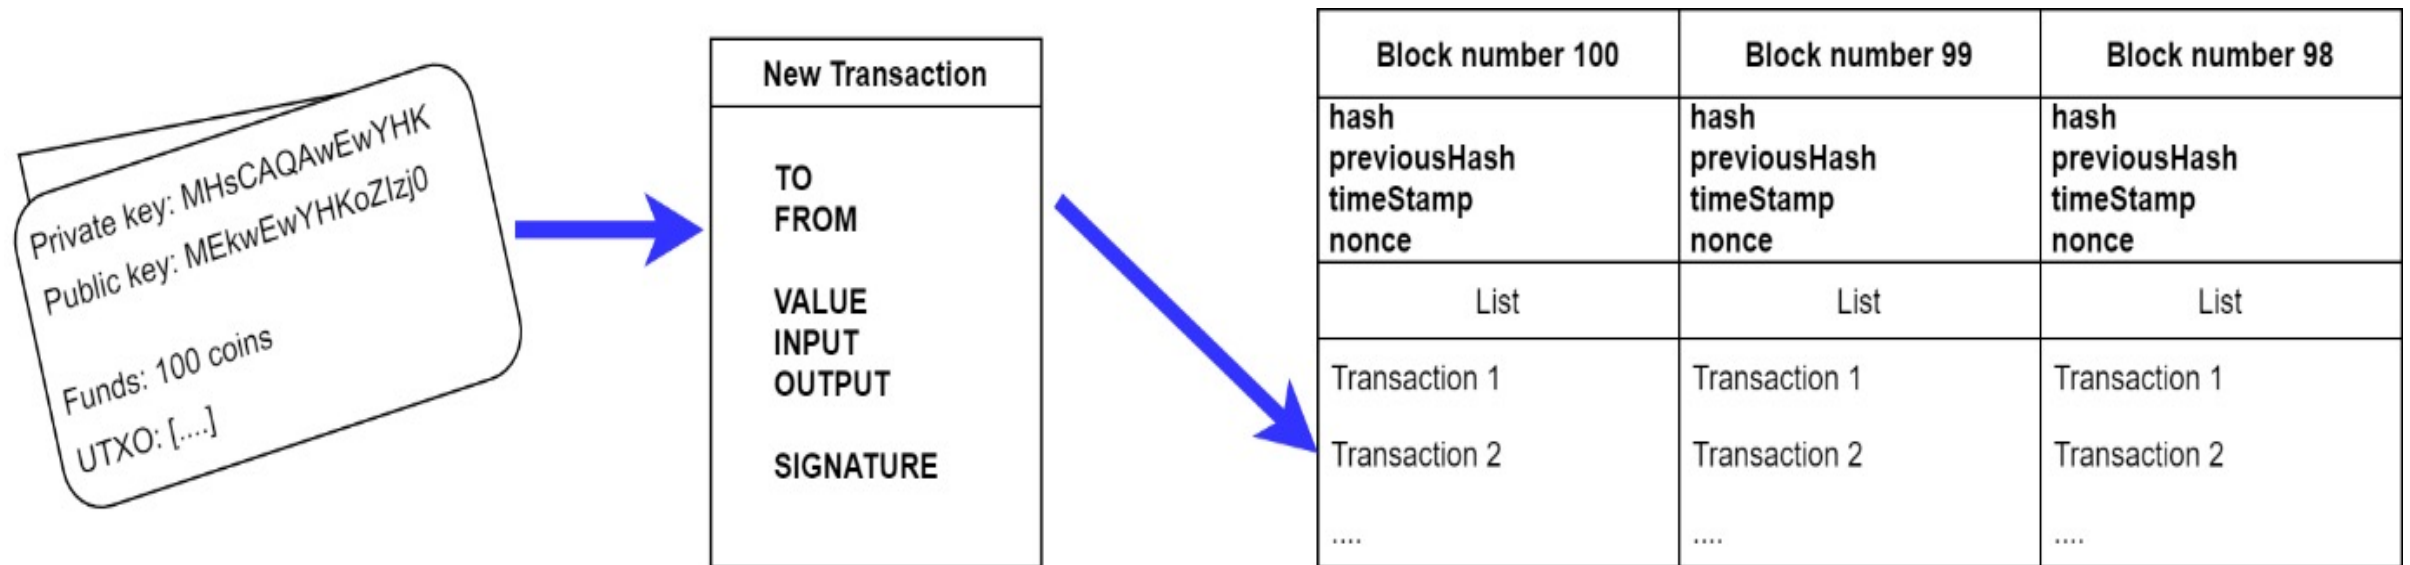 Private key: MHsCAQAwEwYHK
Public key: MEkwEwYHKoZIzj0
Funds: 100 coins
UTXO: [....]
New Transaction
TO
FROM
VALUE
INPUT
OUTPUT
SIGNATURE
Block number 100
hash
previousHash
timeStamp
nonce
List
Transaction 1
Transaction 2
....
Block number 99
hash
previousHash
timeStamp
nonce
List
Transaction 1
Transaction 2
....
Block number 98
hash
previousHash
timeStamp
nonce
List
Transaction 1
Transaction 2
....